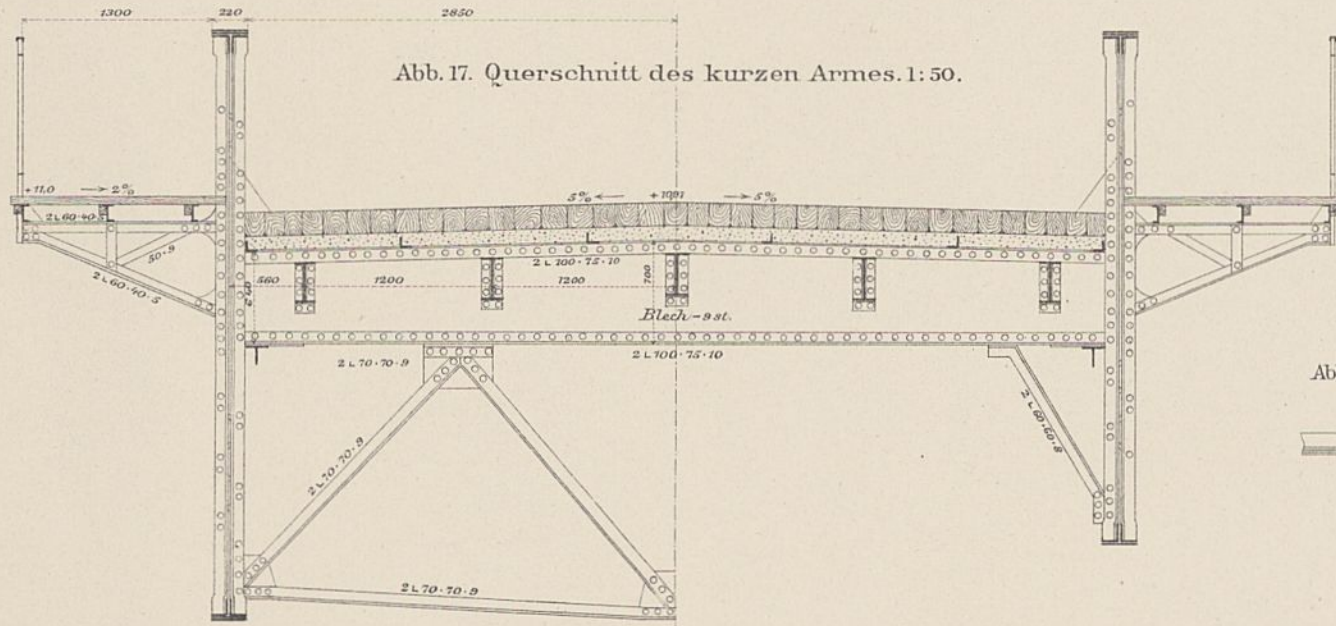 1300
220
2850
Abb. 17. Querschnitt des kurzen Armes. 1:50.
+11,0 → 2%
5% ← +10,91 → 5%
2 L 60·40·5
50·9
2 L 60·40·5
2 L 100·75·10
560
1200
1200
700
Blech - 9 st.
2 L 70·70·9
2 L 100·75·10
2 L 70·70·9
2 L 60·60·8
2 L 70·70·9
Ab